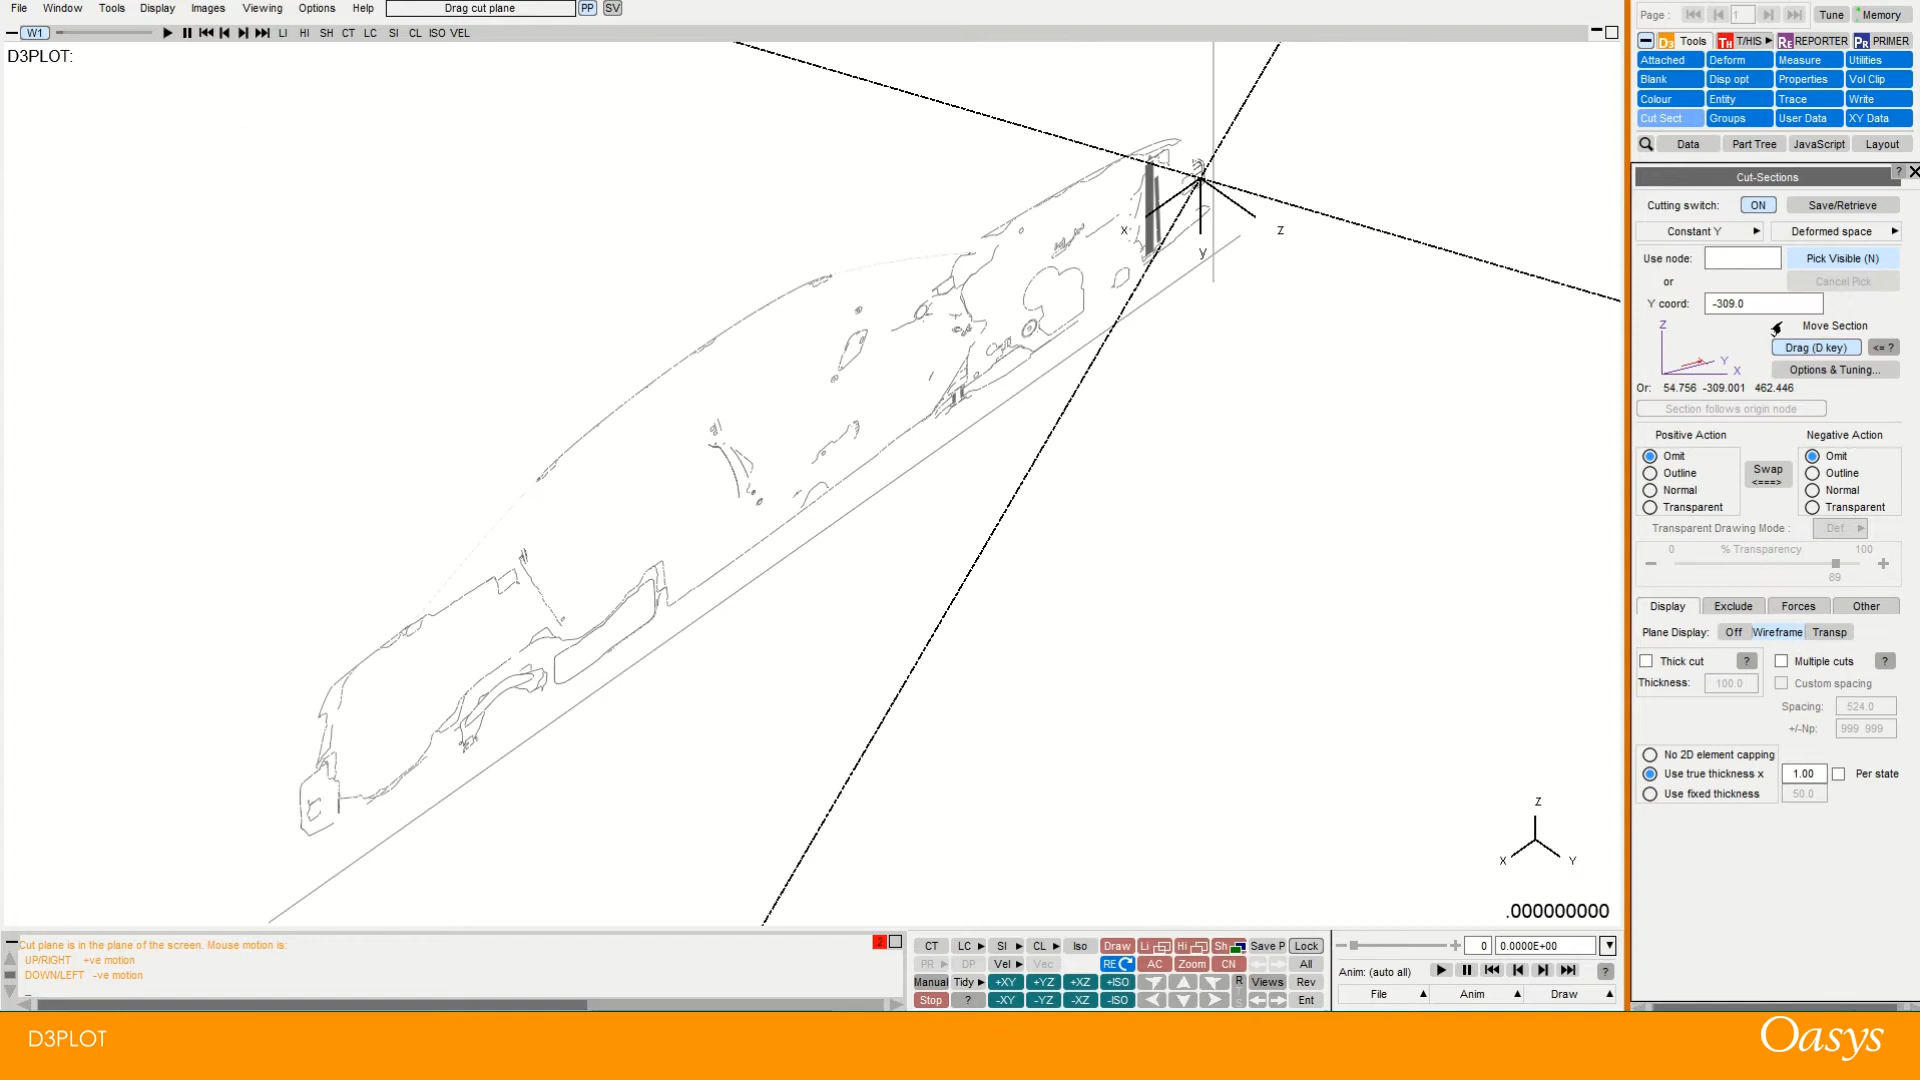 File Window Tools Display Images Viewing Options Help Drag cut plane PP SV
W1 LI HI SH CT LC SI CL ISO VEL
D3PLOT:
x y z
Z X Y
.000000000
Page : 1 Tune Memory
D3 Tools TH T/HIS RE REPORTER PR PRIMER
Attached Deform Measure Utilities
Blank Disp opt Properties Vol Clip
Colour Entity Trace Write
Cut Sect Groups User Data XY Data
Data Part Tree JavaScript Layout
Cut-Sections ? X
Cutting switch: ON Save/Retrieve
Constant Y Deformed space
Use node: Pick Visible (N)
or Cancel Pick
Y coord: -309.0
Z Y X Move Section
Drag (D key) <= ?
Options & Tuning...
Or: 54.756 -309.001 462.446
Section follows origin node
Positive Action Negative Action
Omit Omit
Outline Swap Outline
Normal <===> Normal
Transparent Transparent
Transparent Drawing Mode : Def
0 % Transparency 100
89
Display Exclude Forces Other
Plane Display: Off Wireframe Transp
Thick cut ? Multiple cuts ?
Thickness: 100.0 Custom spacing
Spacing: 524.0
+/-Np: 999 999
No 2D element capping
Use true thickness x 1.00 Per state
Use fixed thickness 50.0
Cut plane is in the plane of the screen. Mouse motion is: 2
UP/RIGHT +ve motion
DOWN/LEFT -ve motion
CT LC SI CL Iso Draw Li Hi Sh Save P Lock
PR DP Vel Vec RE AC Zoom CN All
Manual Tidy +XY +YZ +XZ +ISO R Views Rev
Stop ? -XY -YZ -XZ -ISO Ent
0 0.0000E+00
Anim: (auto all) ?
File Anim Draw
D3PLOT Oasys